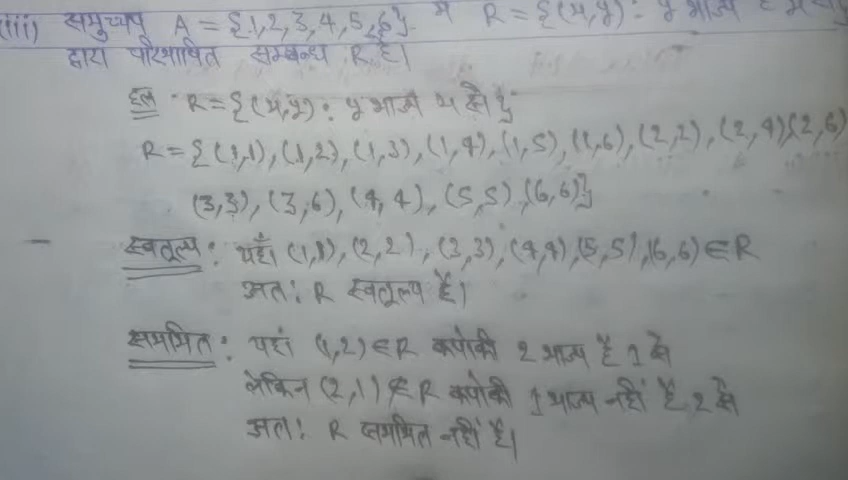 (iii) समुच्चय A = {1,2,3,4,5,6} में R = {(x,y): y भाज्य है x से}
द्वारा परिभाषित सम्बन्ध R है।
हल R = {(x,y): y भाज्य x से}
R = {(1,1), (1,2), (1,3), (1,4), (1,5), (1,6), (2,2), (2,4), (2,6)
(3,3), (3,6), (4,4), (5,5), (6,6)}
स्वतुल्य: यहाँ (1,1), (2,2), (3,3), (4,4), (5,5), (6,6) ∈ R
अत: R स्वतुल्य है।
सममित: यहां (1,2) ∈ R क्योकी 2 भाज्य है 1 से
लेकिन (2,1) ∉ R क्योकी 1 भाज्य नहीं है 2 से
अत: R सममित नहीं है।